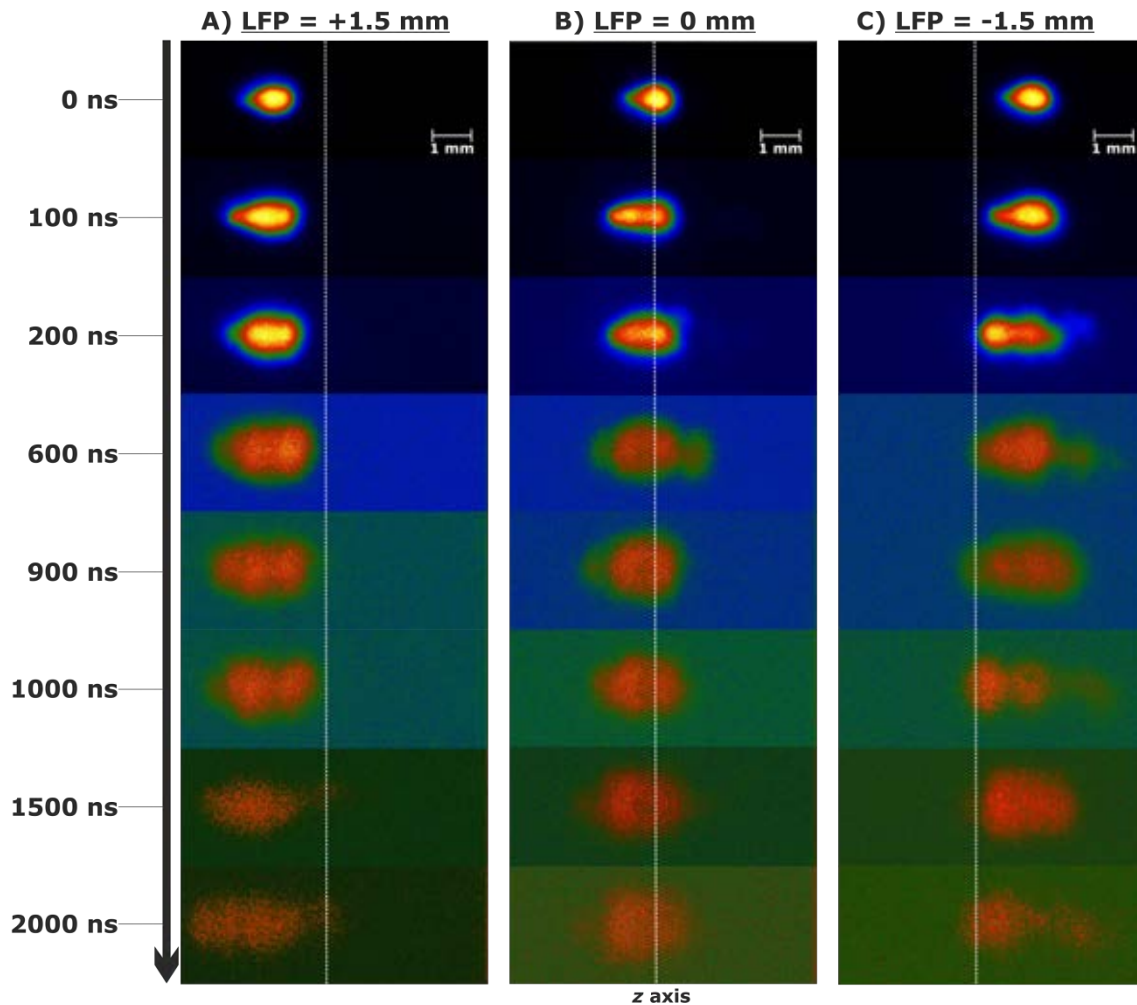 A) LFP = +1.5 mm
B) LFP = 0 mm
C) LFP = -1.5 mm
0 ns
1 mm
1 mm
1 mm
100 ns
200 ns
600 ns
900 ns
1000 ns
1500 ns
2000 ns
z axis